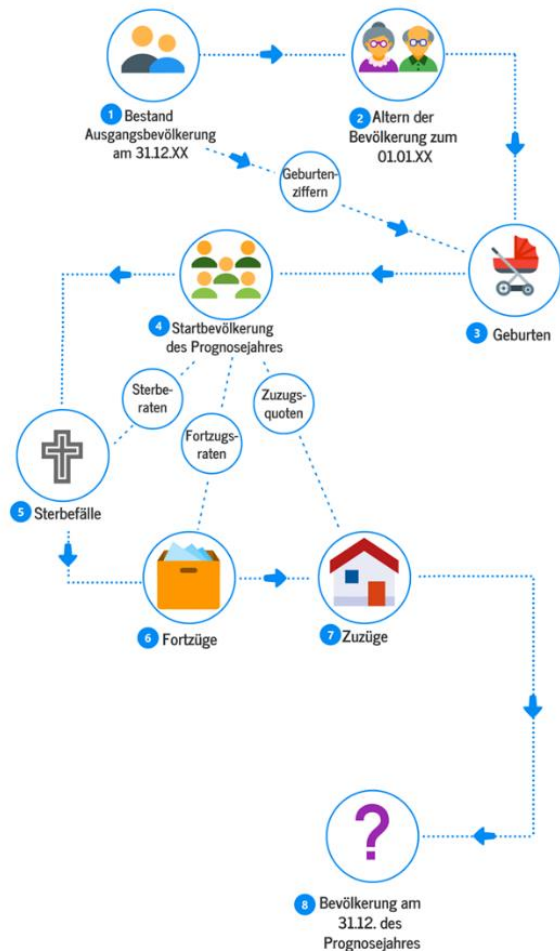 1 Bestand
Ausgangsbevölkerung
am 31.12.XX
2 Altern der
Bevölkerung zum
01.01.XX
Geburten-
ziffern
3 Geburten
4 Startbevölkerung
des Prognosejahres
Sterbe-
raten
Fortzugs-
raten
Zuzugs-
quoten
5 Sterbefälle
6 Fortzüge
7 Zuzüge
?
8 Bevölkerung am
31.12. des
Prognosejahres